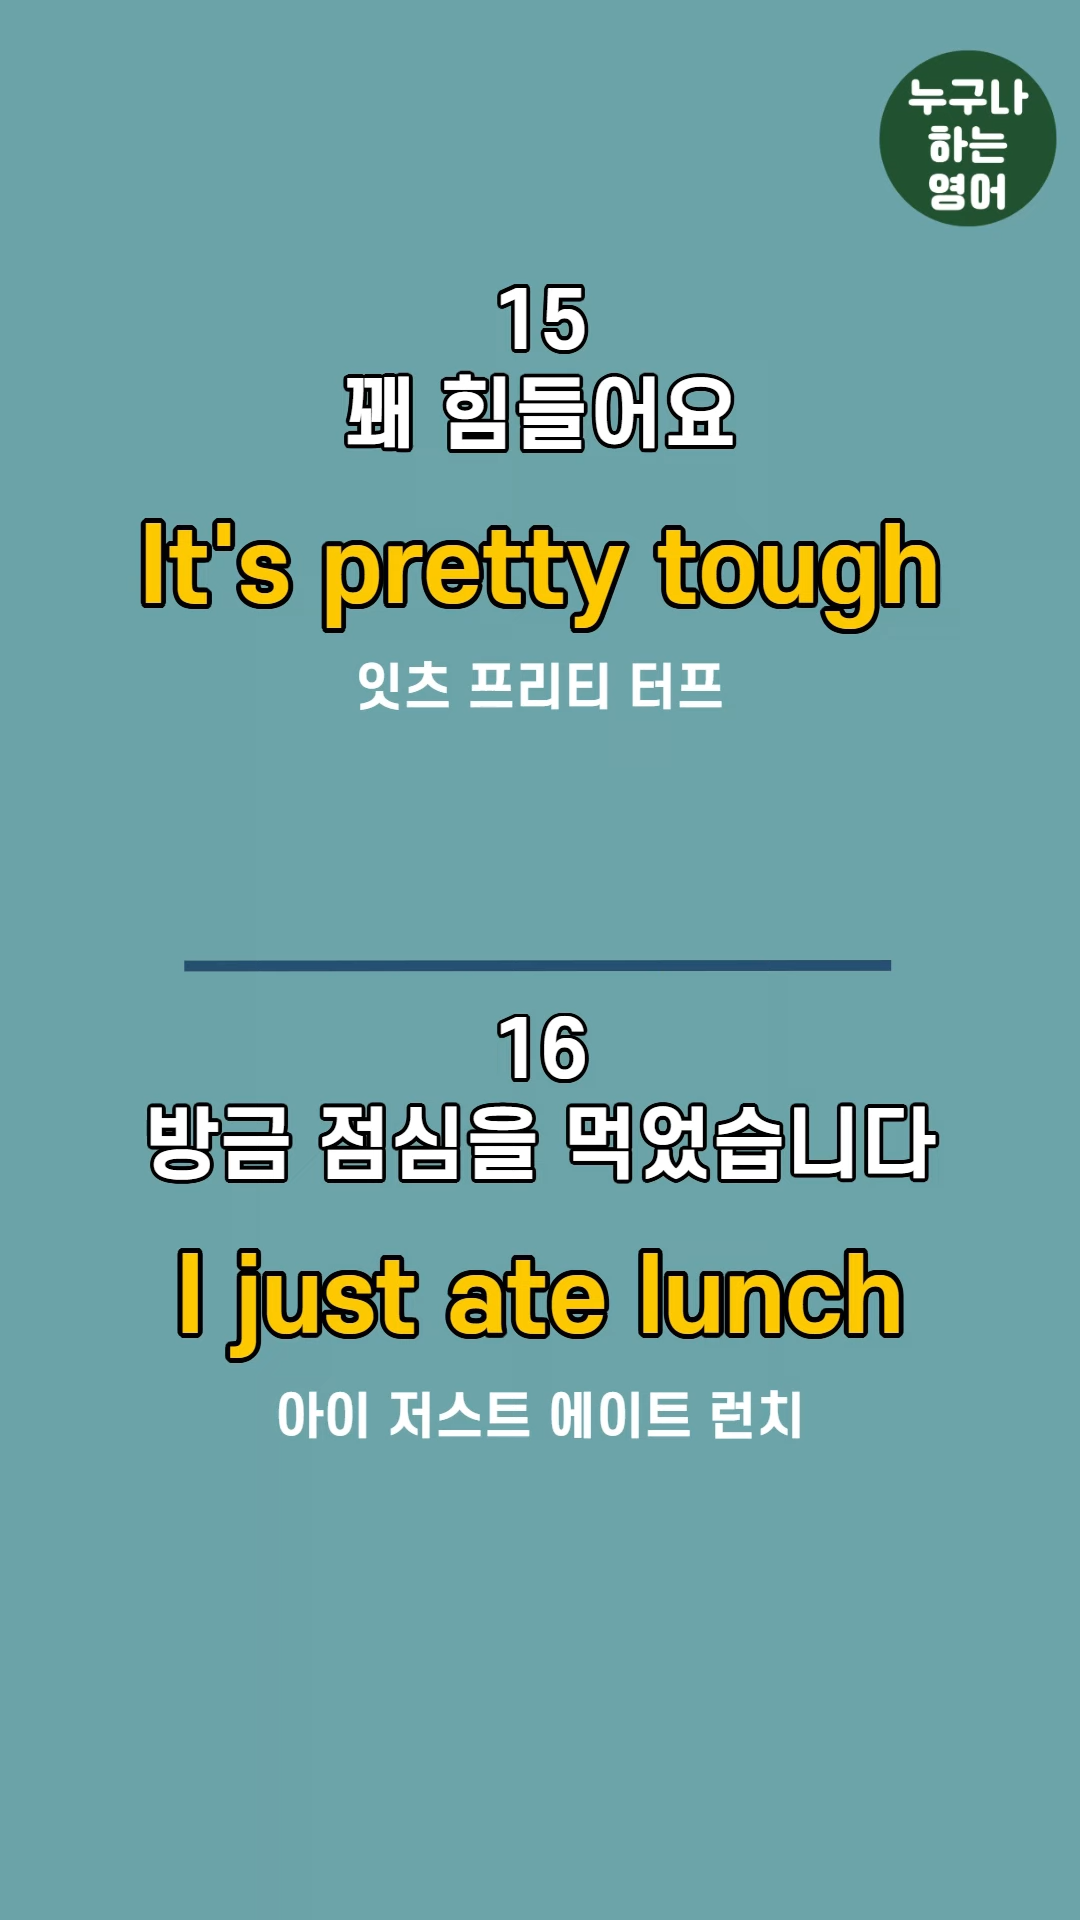 누구나
하는
영어
15
꽤 힘들어요
It's pretty tough
잇츠 프리티 터프
16
방금 점심을 먹었습니다
I just ate lunch
아이 저스트 에이트 런치